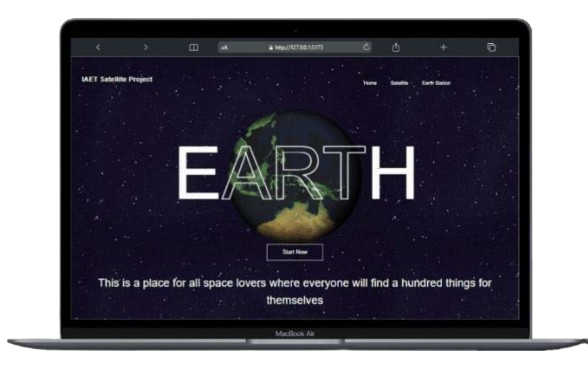 AA
http://127.0.0.1:5173
IAET Satellite Project
Home Satellite Earth Station
EARTH
Start Now
This is a place for all space lovers where everyone will find a hundred things for
themselves
MacBook Air